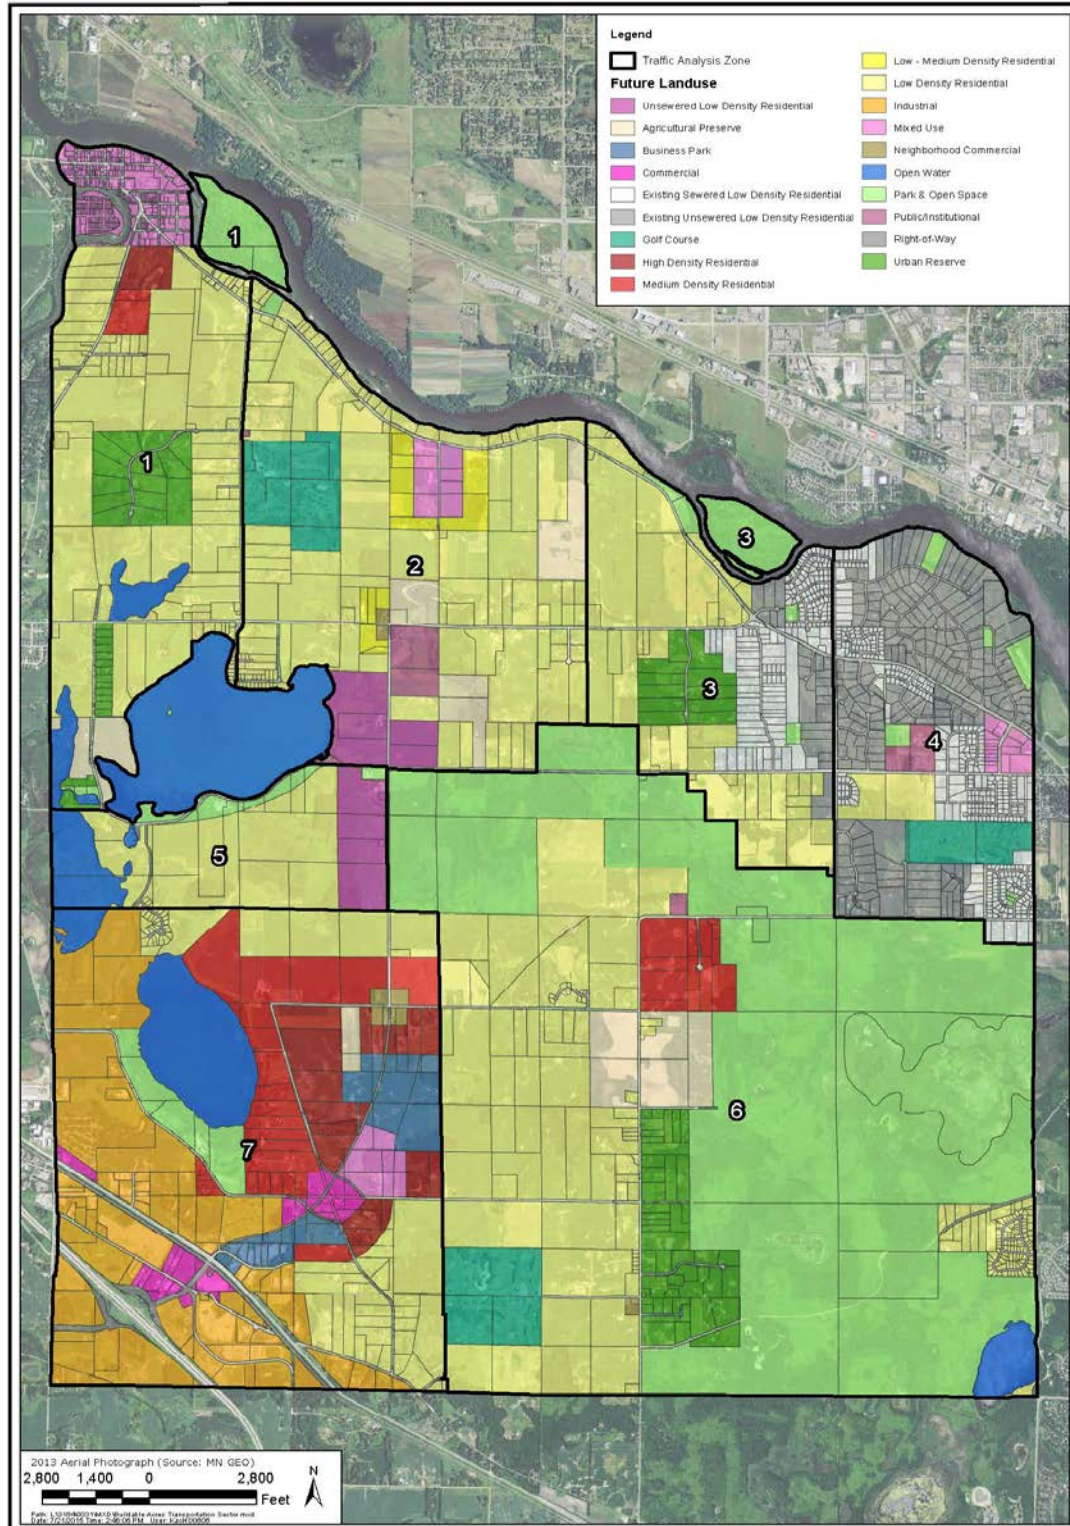 Legend
Traffic Analysis Zone
Future Landuse
Unsewered Low Density Residential
Agricultural Preserve
Business Park
Commercial
Existing Sewered Low Density Residential
Existing Unsewered Low Density Residential
Golf Course
High Density Residential
Medium Density Residential
Low - Medium Density Residential
Low Density Residential
Industrial
Mixed Use
Neighborhood Commercial
Open Water
Park & Open Space
Public/Institutional
Right-of-Way
Urban Reserve
1
1
3
2
3
4
5
6
7
2013 Aerial Photograph (Source: MN GEO)
2,800 1,400 0 2,800
Feet
N